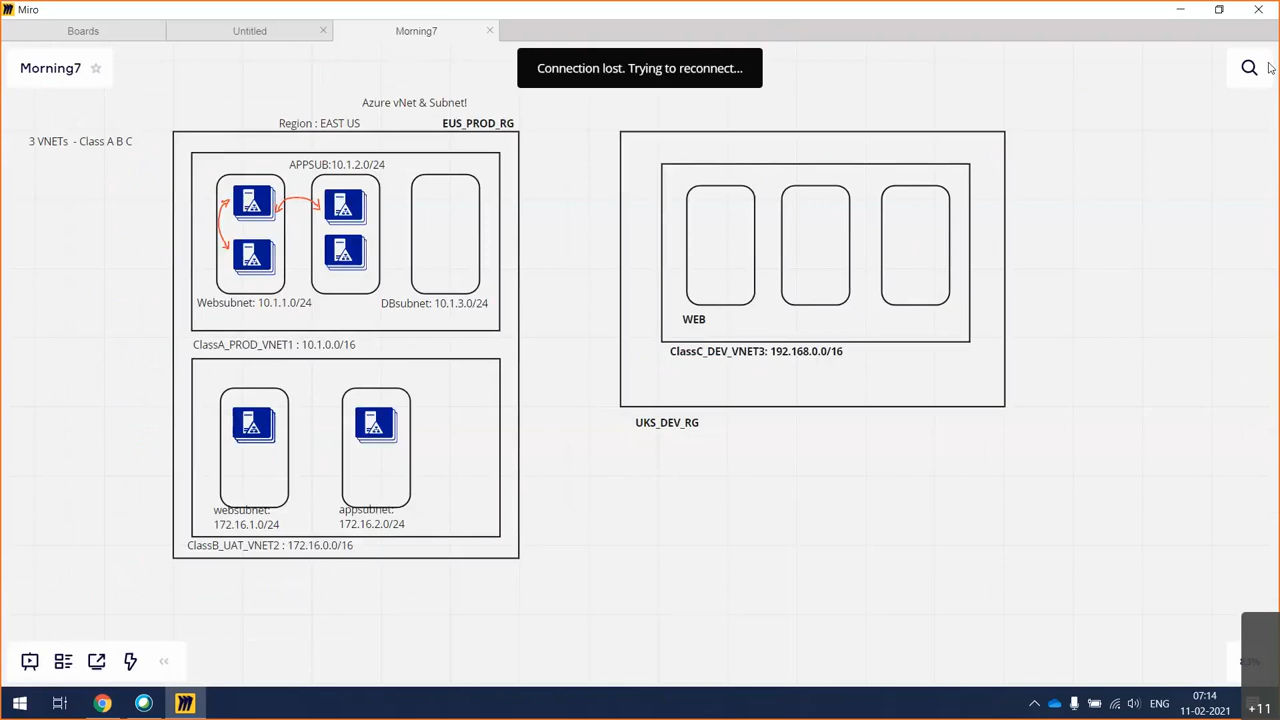 Miro
Boards
Untitled
Morning7
Morning7
Connection lost. Trying to reconnect...
Azure vNet & Subnet!
Region : EAST US
EUS_PROD_RG
3 VNETs - Class A B C
APPSUB:10.1.2.0/24
Websubnet: 10.1.1.0/24
DBsubnet: 10.1.3.0/24
ClassA_PROD_VNET1 : 10.1.0.0/16
WEB
ClassC_DEV_VNET3: 192.168.0.0/16
UKS_DEV_RG
websubnet:
172.16.1.0/24
appsubnet:
172.16.2.0/24
ClassB_UAT_VNET2 : 172.16.0.0/16
ENG
07:14
11-02-2021
+11